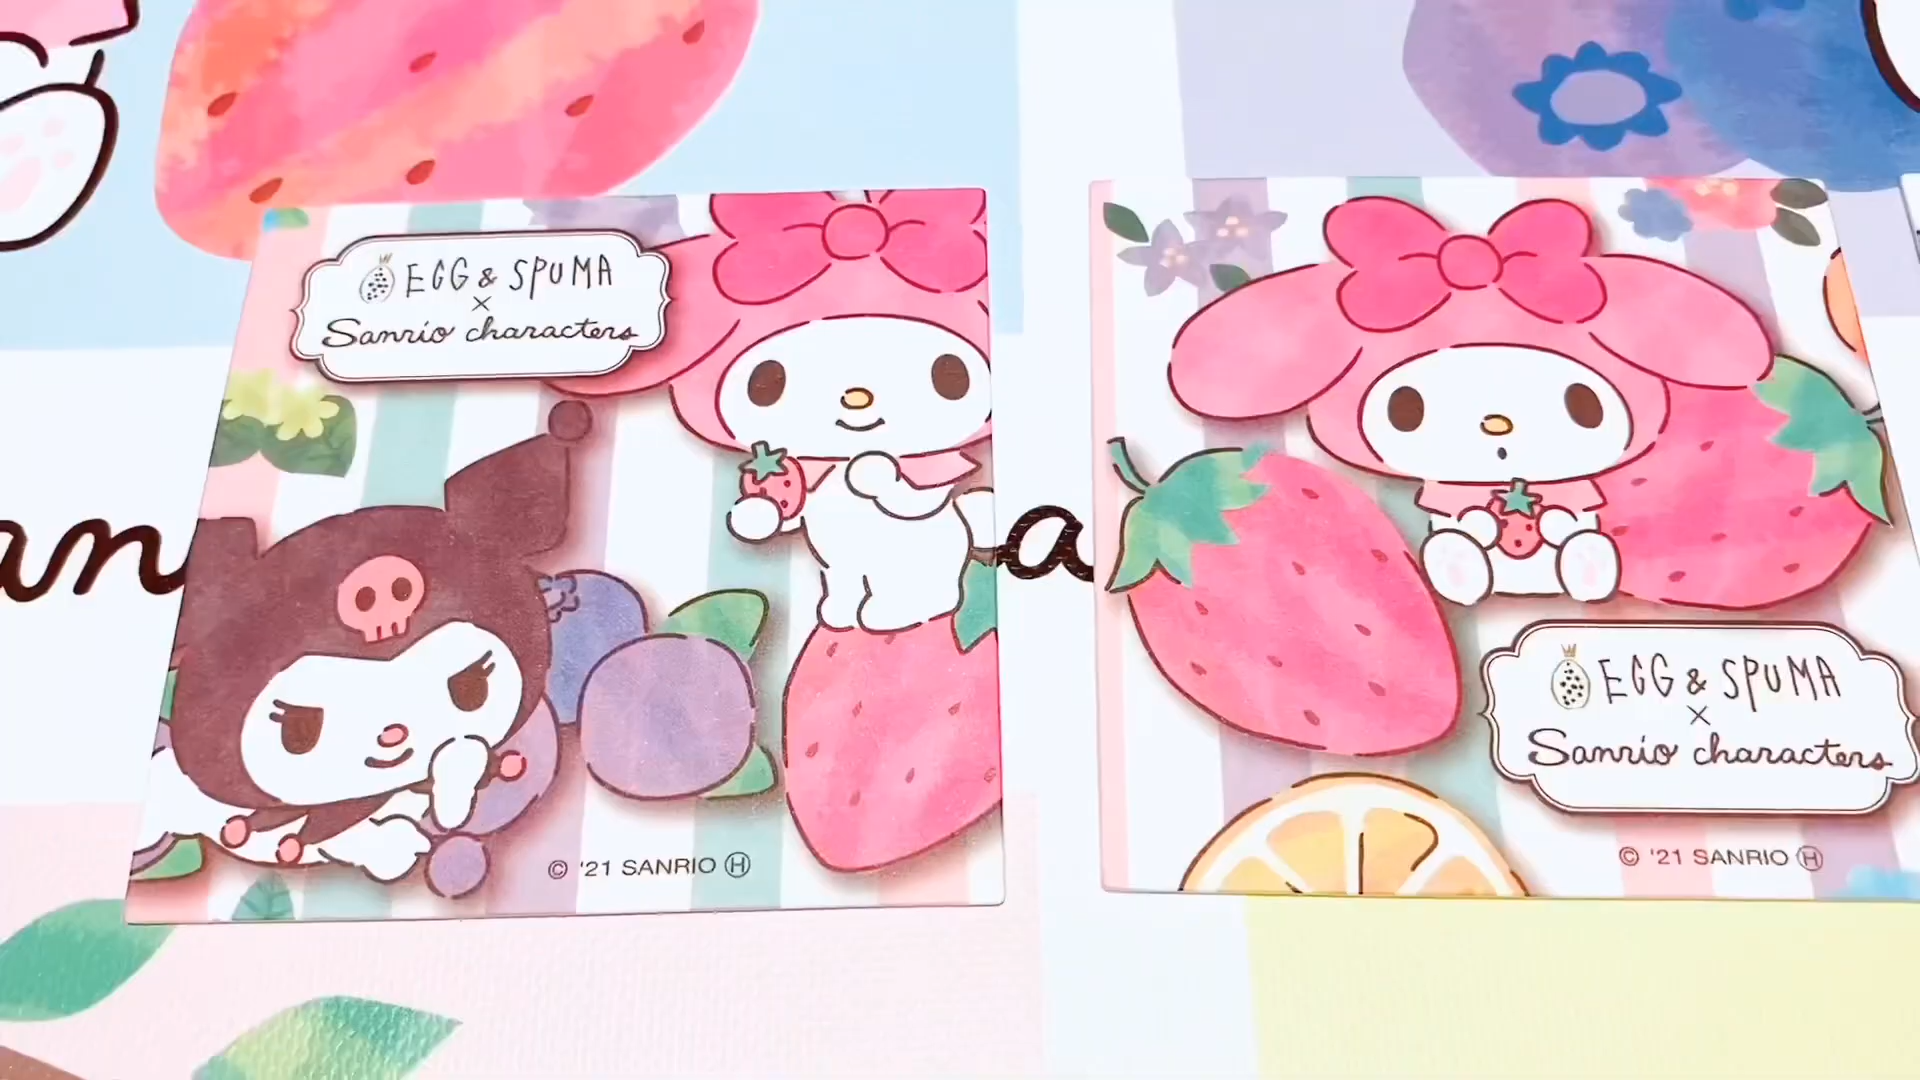 EGG & SPUMA
×
Sanrio characters
© '21 SANRIO Ⓗ
EGG & SPUMA
×
Sanrio characters
© '21 SANRIO Ⓗ